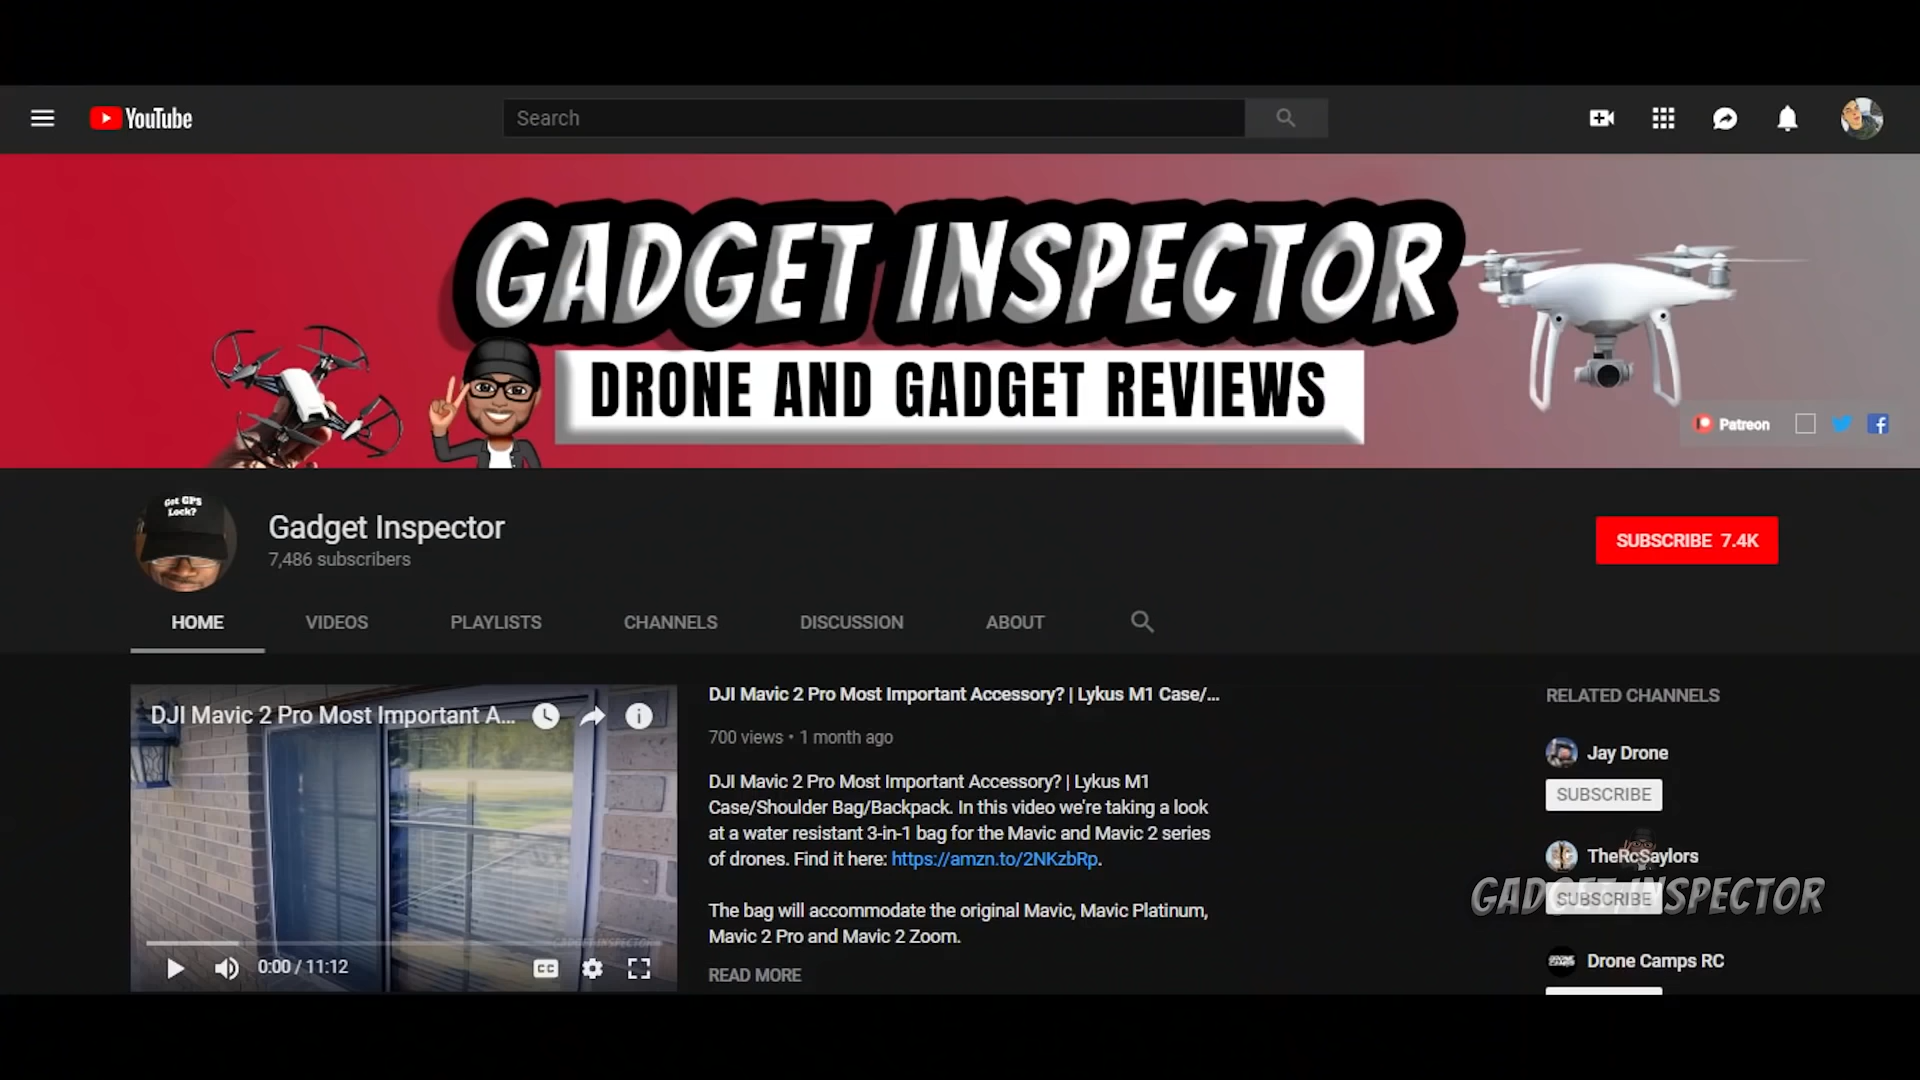 YouTube
Search
GADGET INSPECTOR
DRONE AND GADGET REVIEWS
Patreon
Got GPS
Lock?
Gadget Inspector
7,486 subscribers
SUBSCRIBE 7.4K
HOME VIDEOS PLAYLISTS CHANNELS DISCUSSION ABOUT
DJI Mavic 2 Pro Most Important A...
GADGET INSPECTOR
0:00 / 11:12
CC
DJI Mavic 2 Pro Most Important Accessory? | Lykus M1 Case/...
700 views • 1 month ago
DJI Mavic 2 Pro Most Important Accessory? | Lykus M1
Case/Shoulder Bag/Backpack. In this video we're taking a look
at a water resistant 3-in-1 bag for the Mavic and Mavic 2 series
of drones. Find it here: https://amzn.to/2NKzbRp.
The bag will accommodate the original Mavic, Mavic Platinum,
Mavic 2 Pro and Mavic 2 Zoom.
READ MORE
RELATED CHANNELS
Jay Drone
SUBSCRIBE
TheRcSaylors
SUBSCRIBE
GADGET INSPECTOR
Drone Camps RC